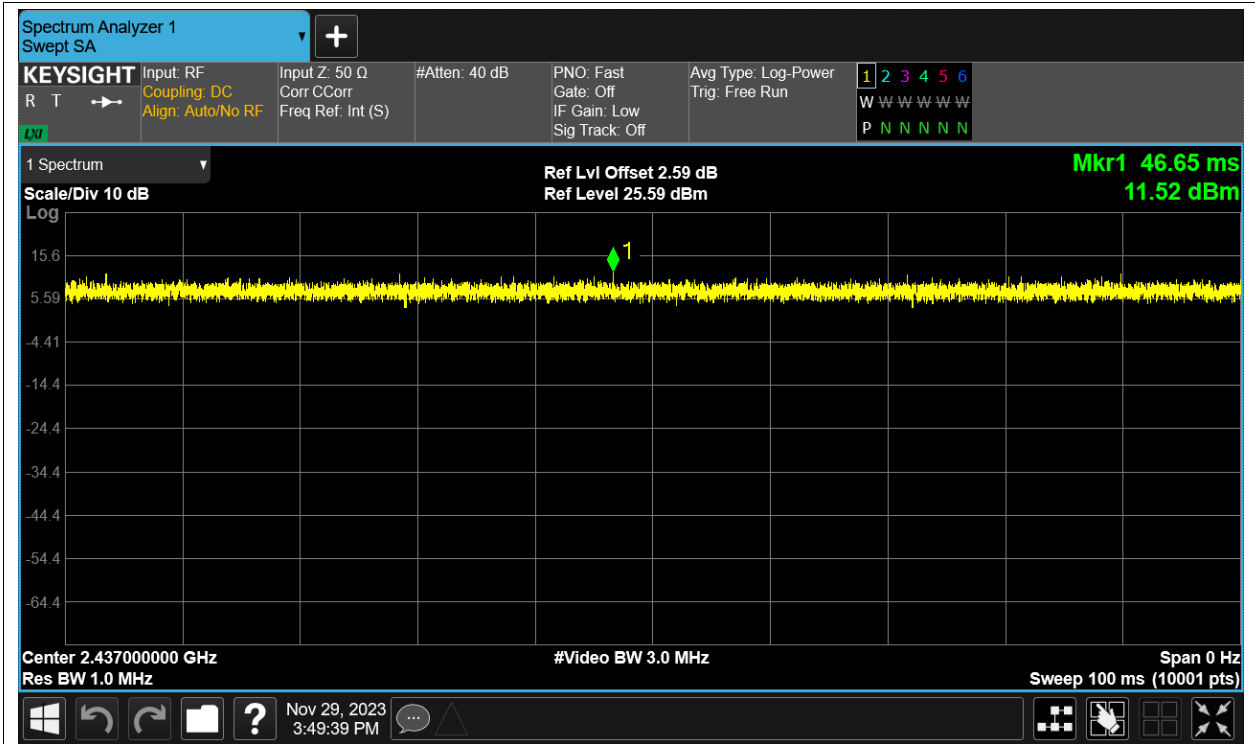 Spectrum Analyzer 1
Swept SA
KEYSIGHT
R T
LXI
Input: RF
Coupling: DC
Align: Auto/No RF
Input Z: 50 Ω
Corr CCorr
Freq Ref: Int (S)
#Atten: 40 dB
PNO: Fast
Gate: Off
IF Gain: Low
Sig Track: Off
Avg Type: Log-Power
Trig: Free Run
1 2 3 4 5 6
W W W W W W
P N N N N N
1 Spectrum
Scale/Div 10 dB
Log
Ref Lvl Offset 2.59 dB
Ref Level 25.59 dBm
Mkr1 46.65 ms
11.52 dBm
1
15.6
5.59
-4.41
-14.4
-24.4
-34.4
-44.4
-54.4
-64.4
Center 2.437000000 GHz
#Video BW 3.0 MHz
Span 0 Hz
Res BW 1.0 MHz
Sweep 100 ms (10001 pts)
?
Nov 29, 2023
3:49:39 PM